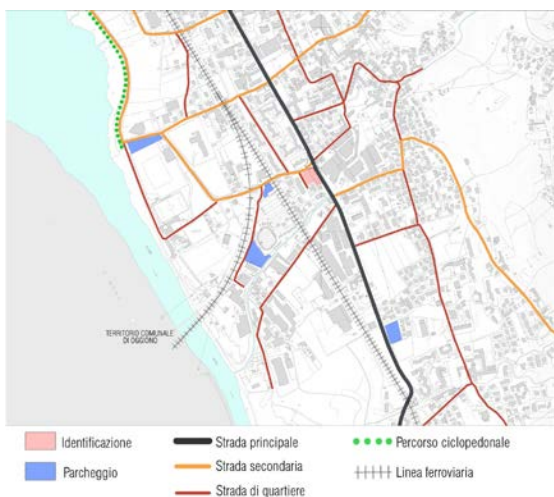 TERRITORIO COMUNALE
DI OGGIONO
Identificazione
Strada principale
Percorso ciclopedonale
Parcheggio
Strada secondaria
Linea ferroviaria
Strada di quartiere